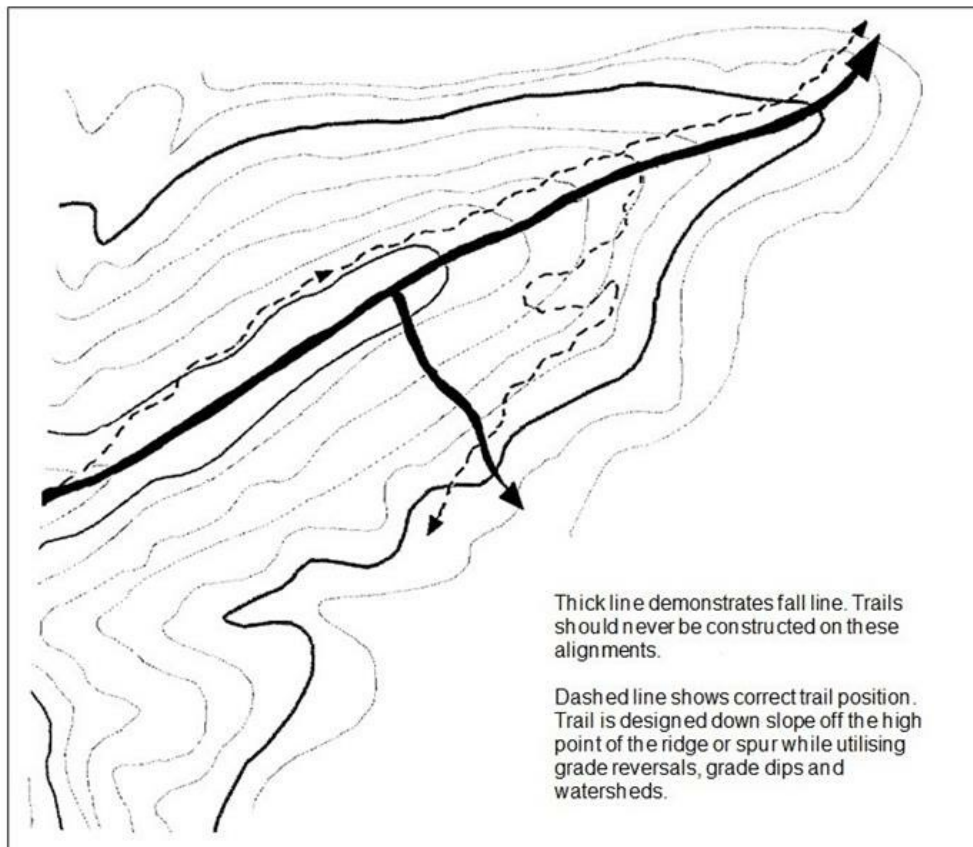 Thick line demonstrates fall line. Trails
should never be constructed on these
alignments.
Dashed line shows correct trail position.
Trail is designed down slope off the high
point of the ridge or spur while utilising
grade reversals, grade dips and
watersheds.